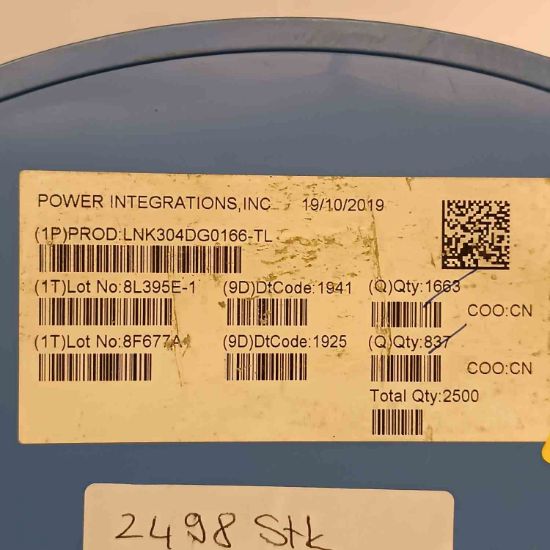 POWER INTEGRATIONS,INC 19/10/2019
(1P)PROD:LNK304DG0166-TL
(1T)Lot No:8L395E-1 (9D)DtCode:1941 (Q)Qty:1663
COO:CN
(1T)Lot No:8F677A1 (9D)DtCode:1925 (Q)Qty:837
COO:CN
Total Qty:2500
2498 Stk